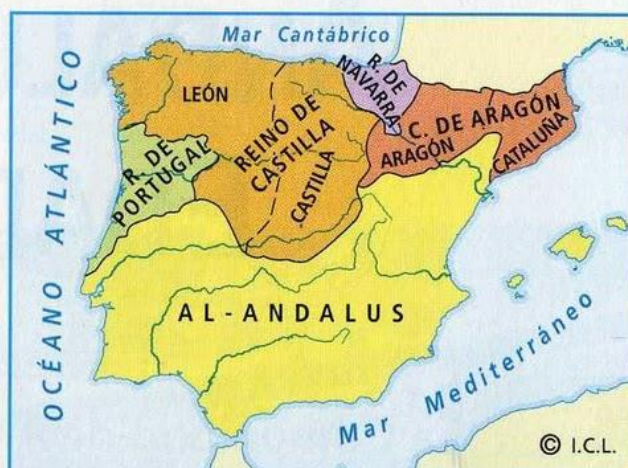 Mar Cantábrico
OCÉANO ATLÁNTICO
LEÓN
R. DE
NAVARRA
R. DE
PORTUGAL
REINO DE
CASTILLA
CASTILLA
C. DE ARAGÓN
ARAGÓN
CATALUÑA
AL-ANDALUS
Mar Mediterráneo
© I.C.L.